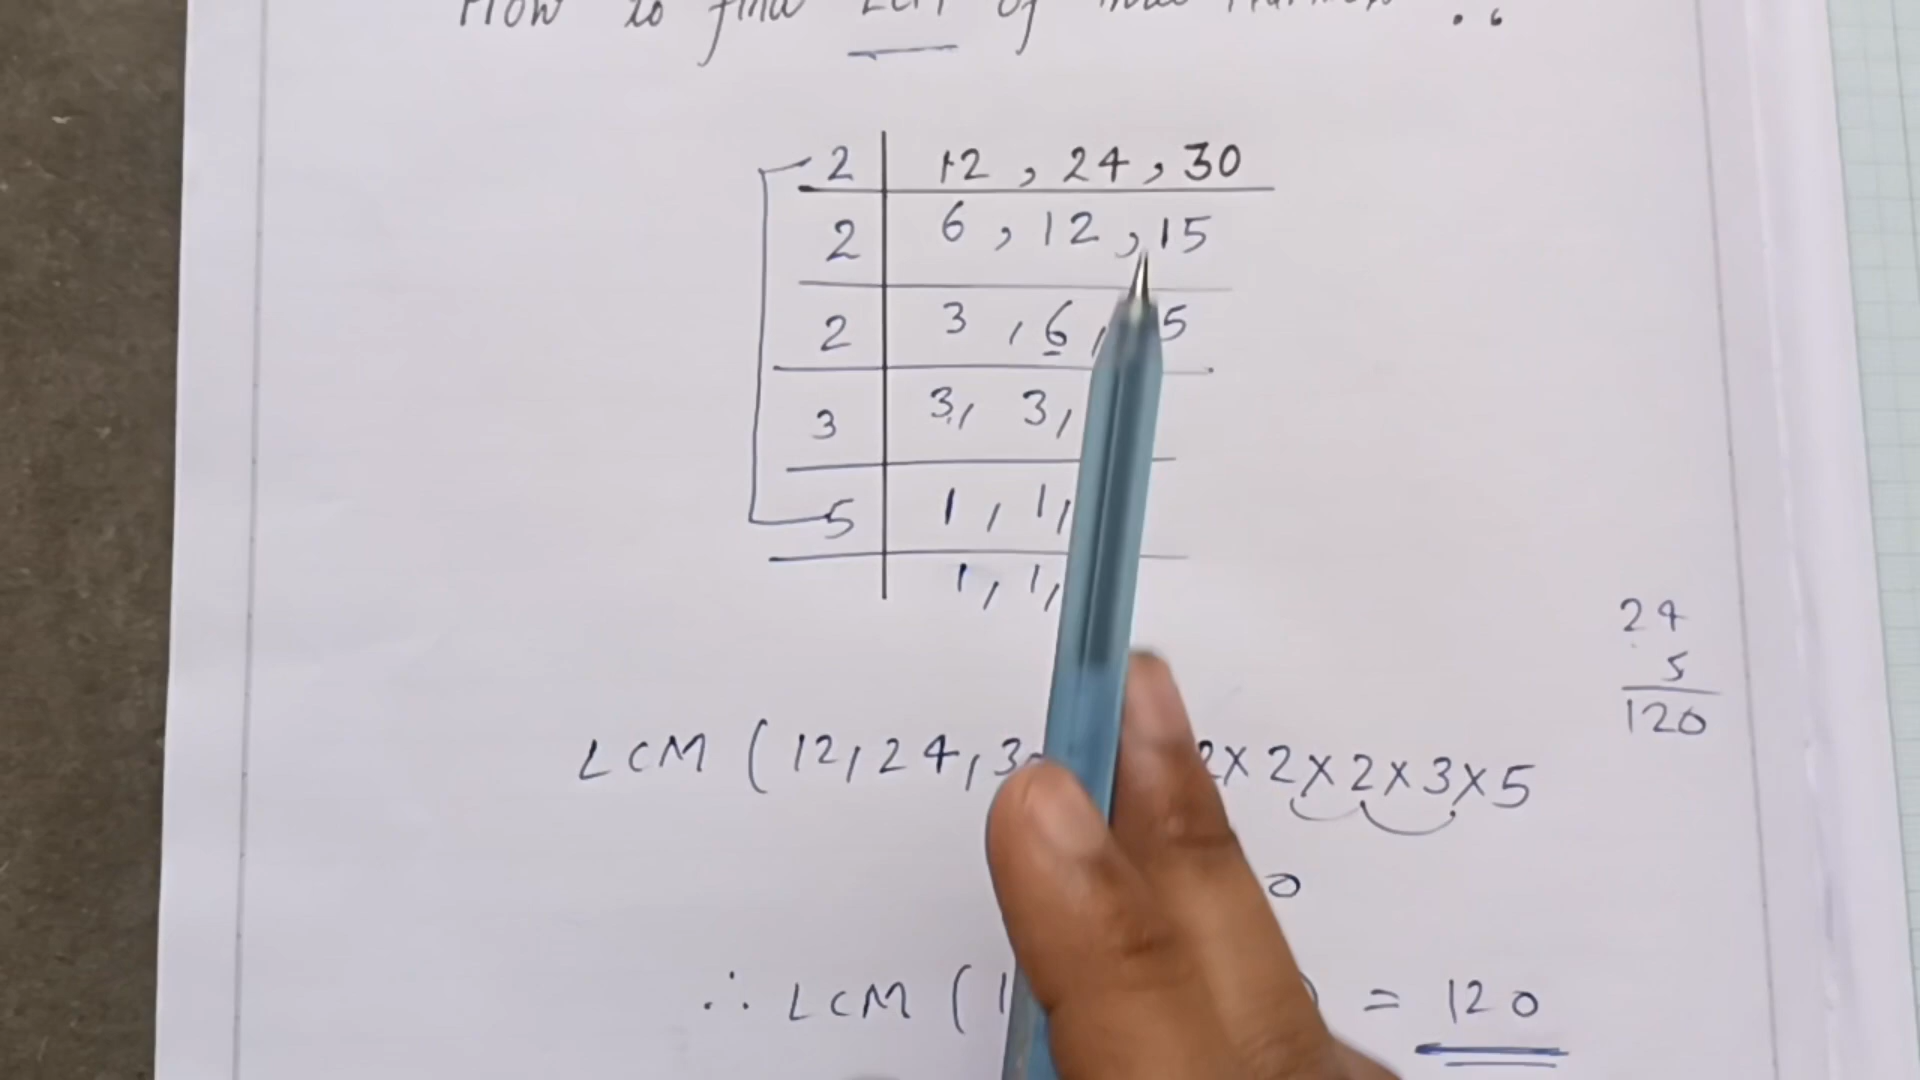 How to find LCM of
2 12 , 24 , 30
2 6 , 12 , 15
2 3 , 6 , 15
3 3, 3,
5 1 , 1,
1, 1,
24
5
120
LCM (12, 24, 3 2 x 2 x 2 x 3 x 5
0
∴ LCM (1 ) = 120